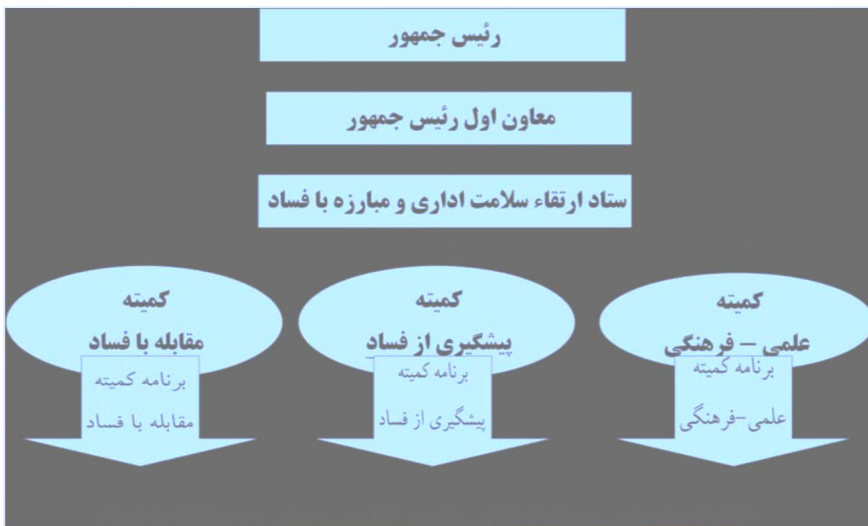 رئیس جمهور
معاون اول رئیس جمهور
ستاد ارتقاء سلامت اداری و مبارزه با فساد
کمیته
علمی – فرهنگی
برنامه کمیته
علمی-فرهنگی
کمیته
پیشگیری از فساد
برنامه کمیته
پیشگیری از فساد
کمیته
مقابله با فساد
برنامه کمیته
مقابله با فساد